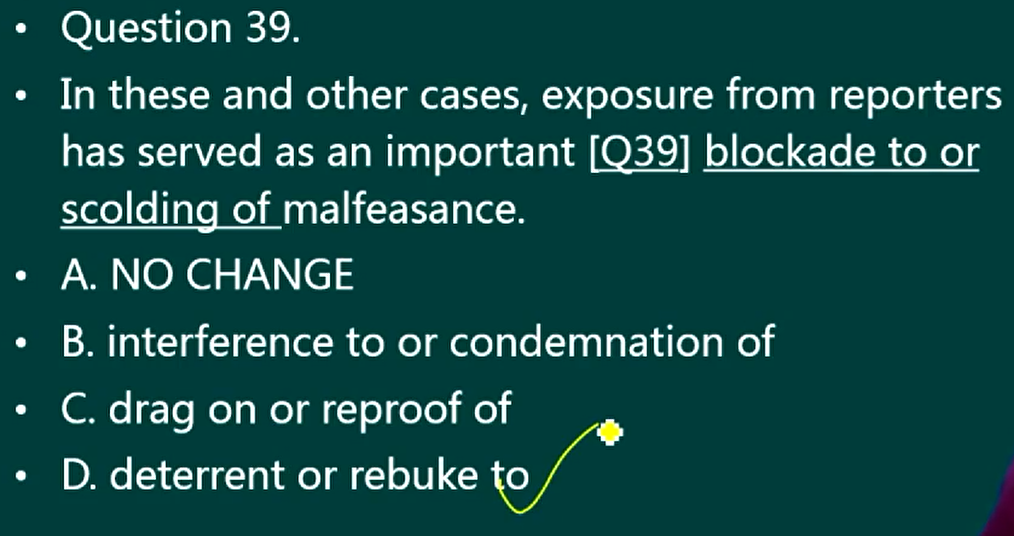 • Question 39.
• In these and other cases, exposure from reporters
has served as an important [Q39] blockade to or
scolding of malfeasance.
• A. NO CHANGE
• B. interference to or condemnation of
• C. drag on or reproof of
• D. deterrent or rebuke to